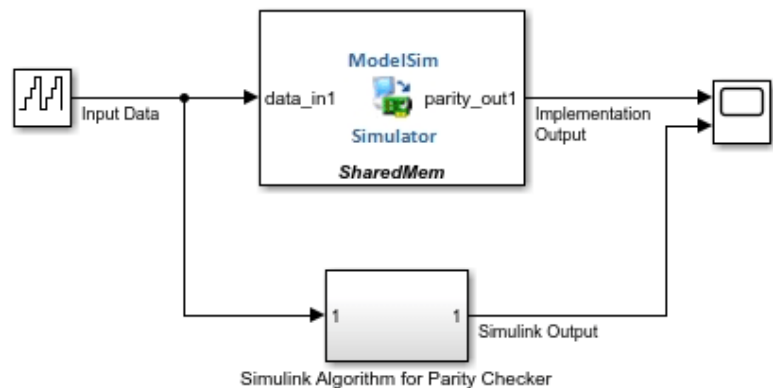 ModelSim
data_in1
parity_out1
Simulator
SharedMem
Input Data
Implementation
Output
1
1
Simulink Output
Simulink Algorithm for Parity Checker